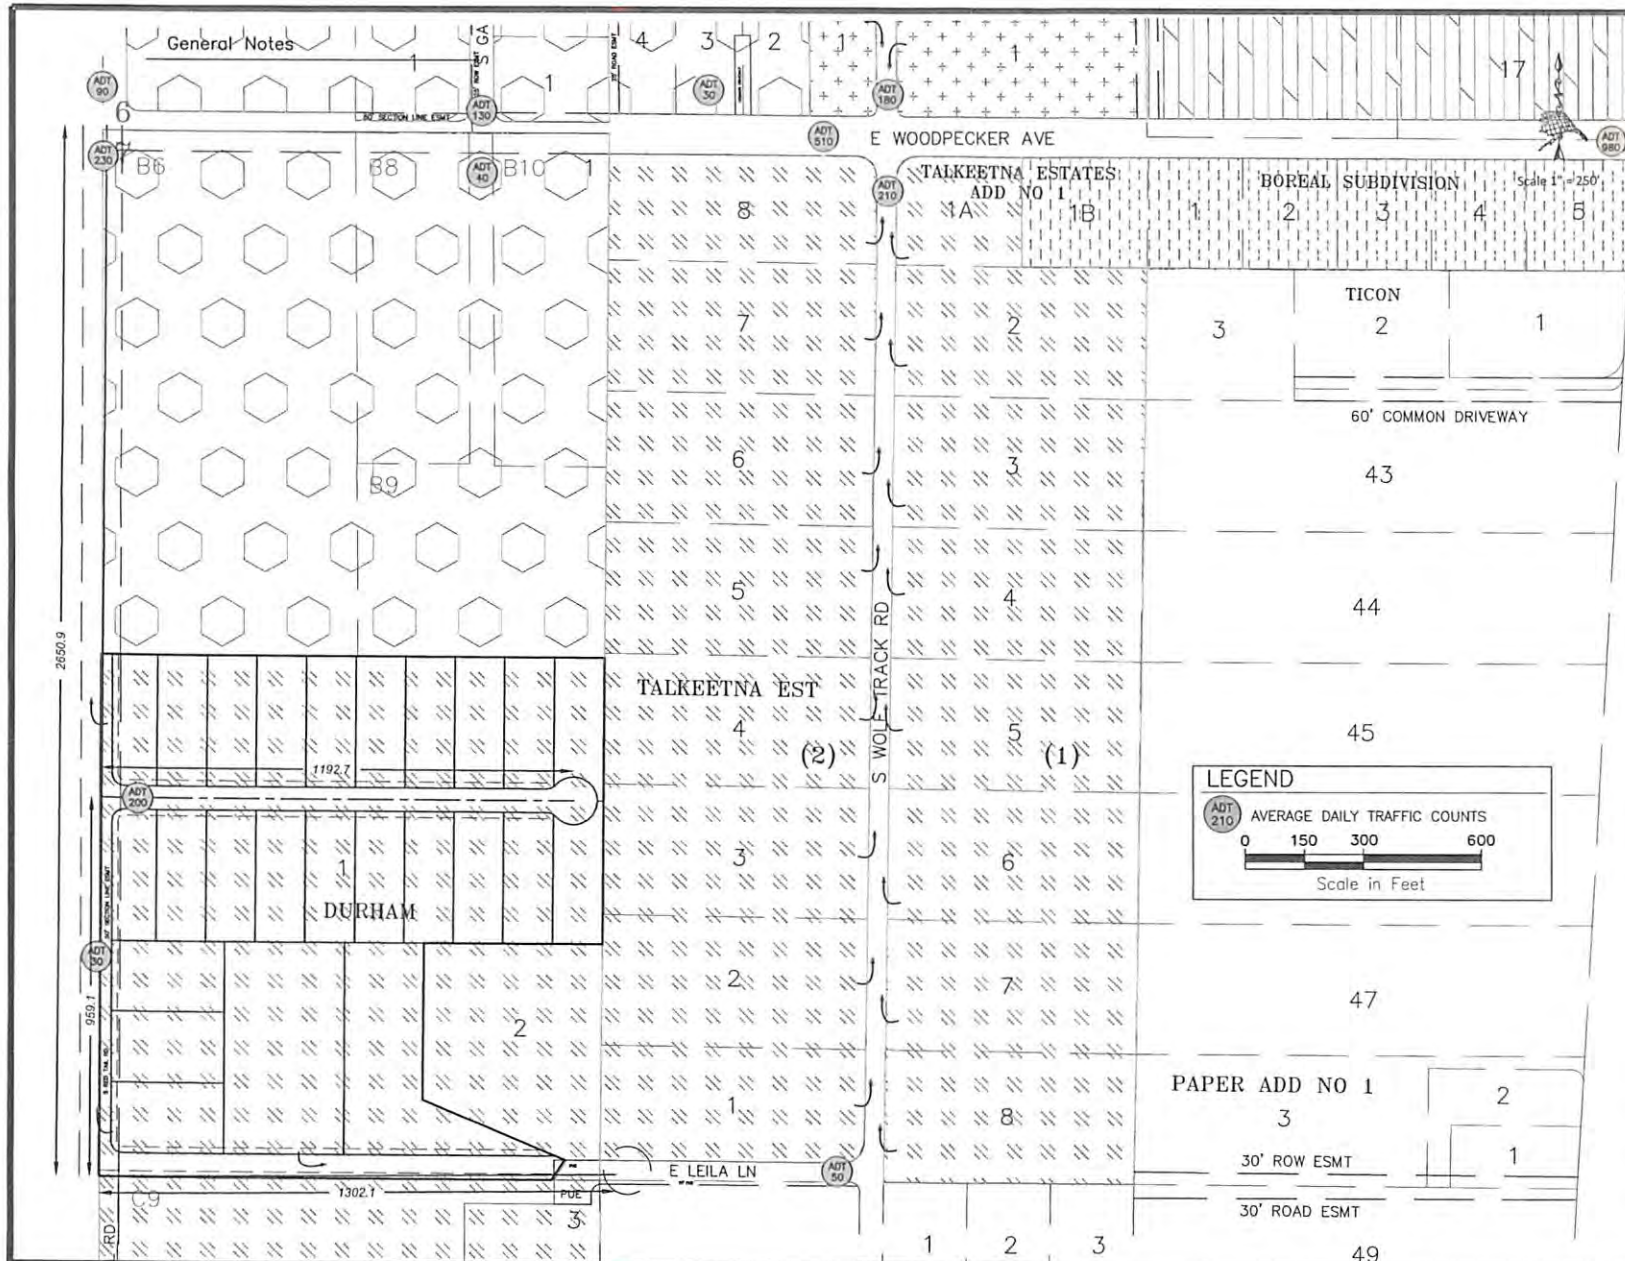 General Notes
1
S GA
1
4
3
2
1
1
17
ADT
90
ADT
130
ADT
30
ADT
180
6
60' SECTION LINE ESMT
ADT
510
E WOODPECKER AVE
ADT
980
ADT
230
B6
B8
ADT
40
B10
1
ADT
210
TALKEETNA ESTATES
ADD NO 1
BOREAL SUBDIVISION
Scale 1" = 250'
8
1A
1B
1
2
3
4
5
TICON
7
2
3
2
1
60' COMMON DRIVEWAY
6
3
43
B9
5
4
44
S WOLF TRACK RD
2650.9
TALKEETNA EST
4
(2)
5
(1)
45
1192.7
ADT
200
LEGEND
ADT
210
AVERAGE DAILY TRAFFIC COUNTS
0 150 300 600
Scale in Feet
1
3
6
DURHAM
ADT
30
959.1
2
2
7
47
1
8
PAPER ADD NO 1
3
2
1
30' ROW ESMT
E LEILA LN
ADT
50
C9
1302.1
PUE
3
30' ROAD ESMT
RD
1
2
3
49